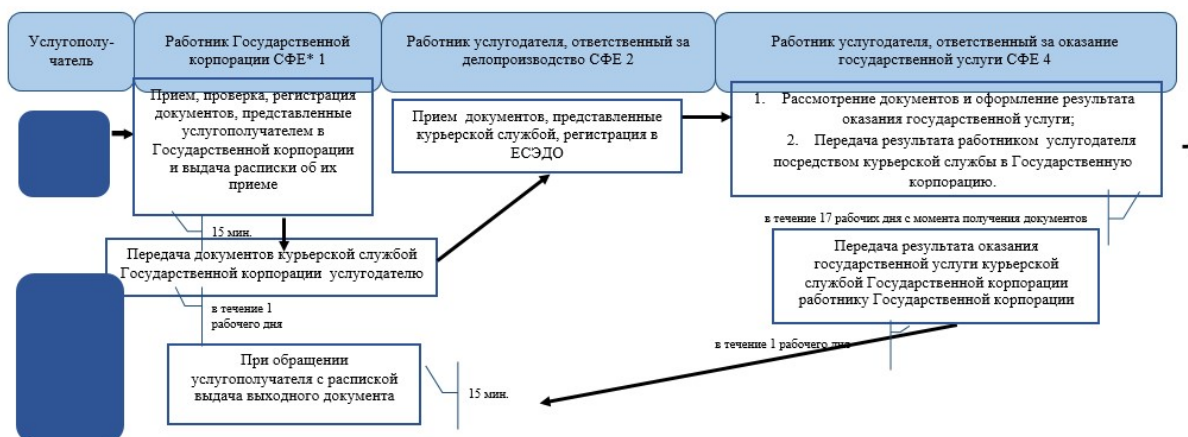 Услугополу-
чатель
Работник Государственной
корпорации СФЕ* 1
Работник услугодателя, ответственный за
делопроизводство СФЕ 2
Работник услугодателя, ответственный за оказание
государственной услуги СФЕ 4
Прием, проверка, регистрация
документов, представленные
услугополучателем в
Государственной корпорации
и выдача расписки об их
приеме
Прием документов, представленные
курьерской службой, регистрация в
ЕСЭДО
1. Рассмотрение документов и оформление результата
оказания государственной услуги;
2. Передача результата работником услугодателя
посредством курьерской службы в Государственную
корпорацию.
15 мин.
в течение 17 рабочих дня с момента получения документов
Передача документов курьерской службой
Государственной корпорации услугодателю
Передача результата оказания
государственной услуги курьерской
службой Государственной корпорации
работнику Государственной корпорации
в течение 1
рабочего дня
в течение 1 рабочего дня
При обращении
услугополучателя с распиской
выдача выходного документа
15 мин.